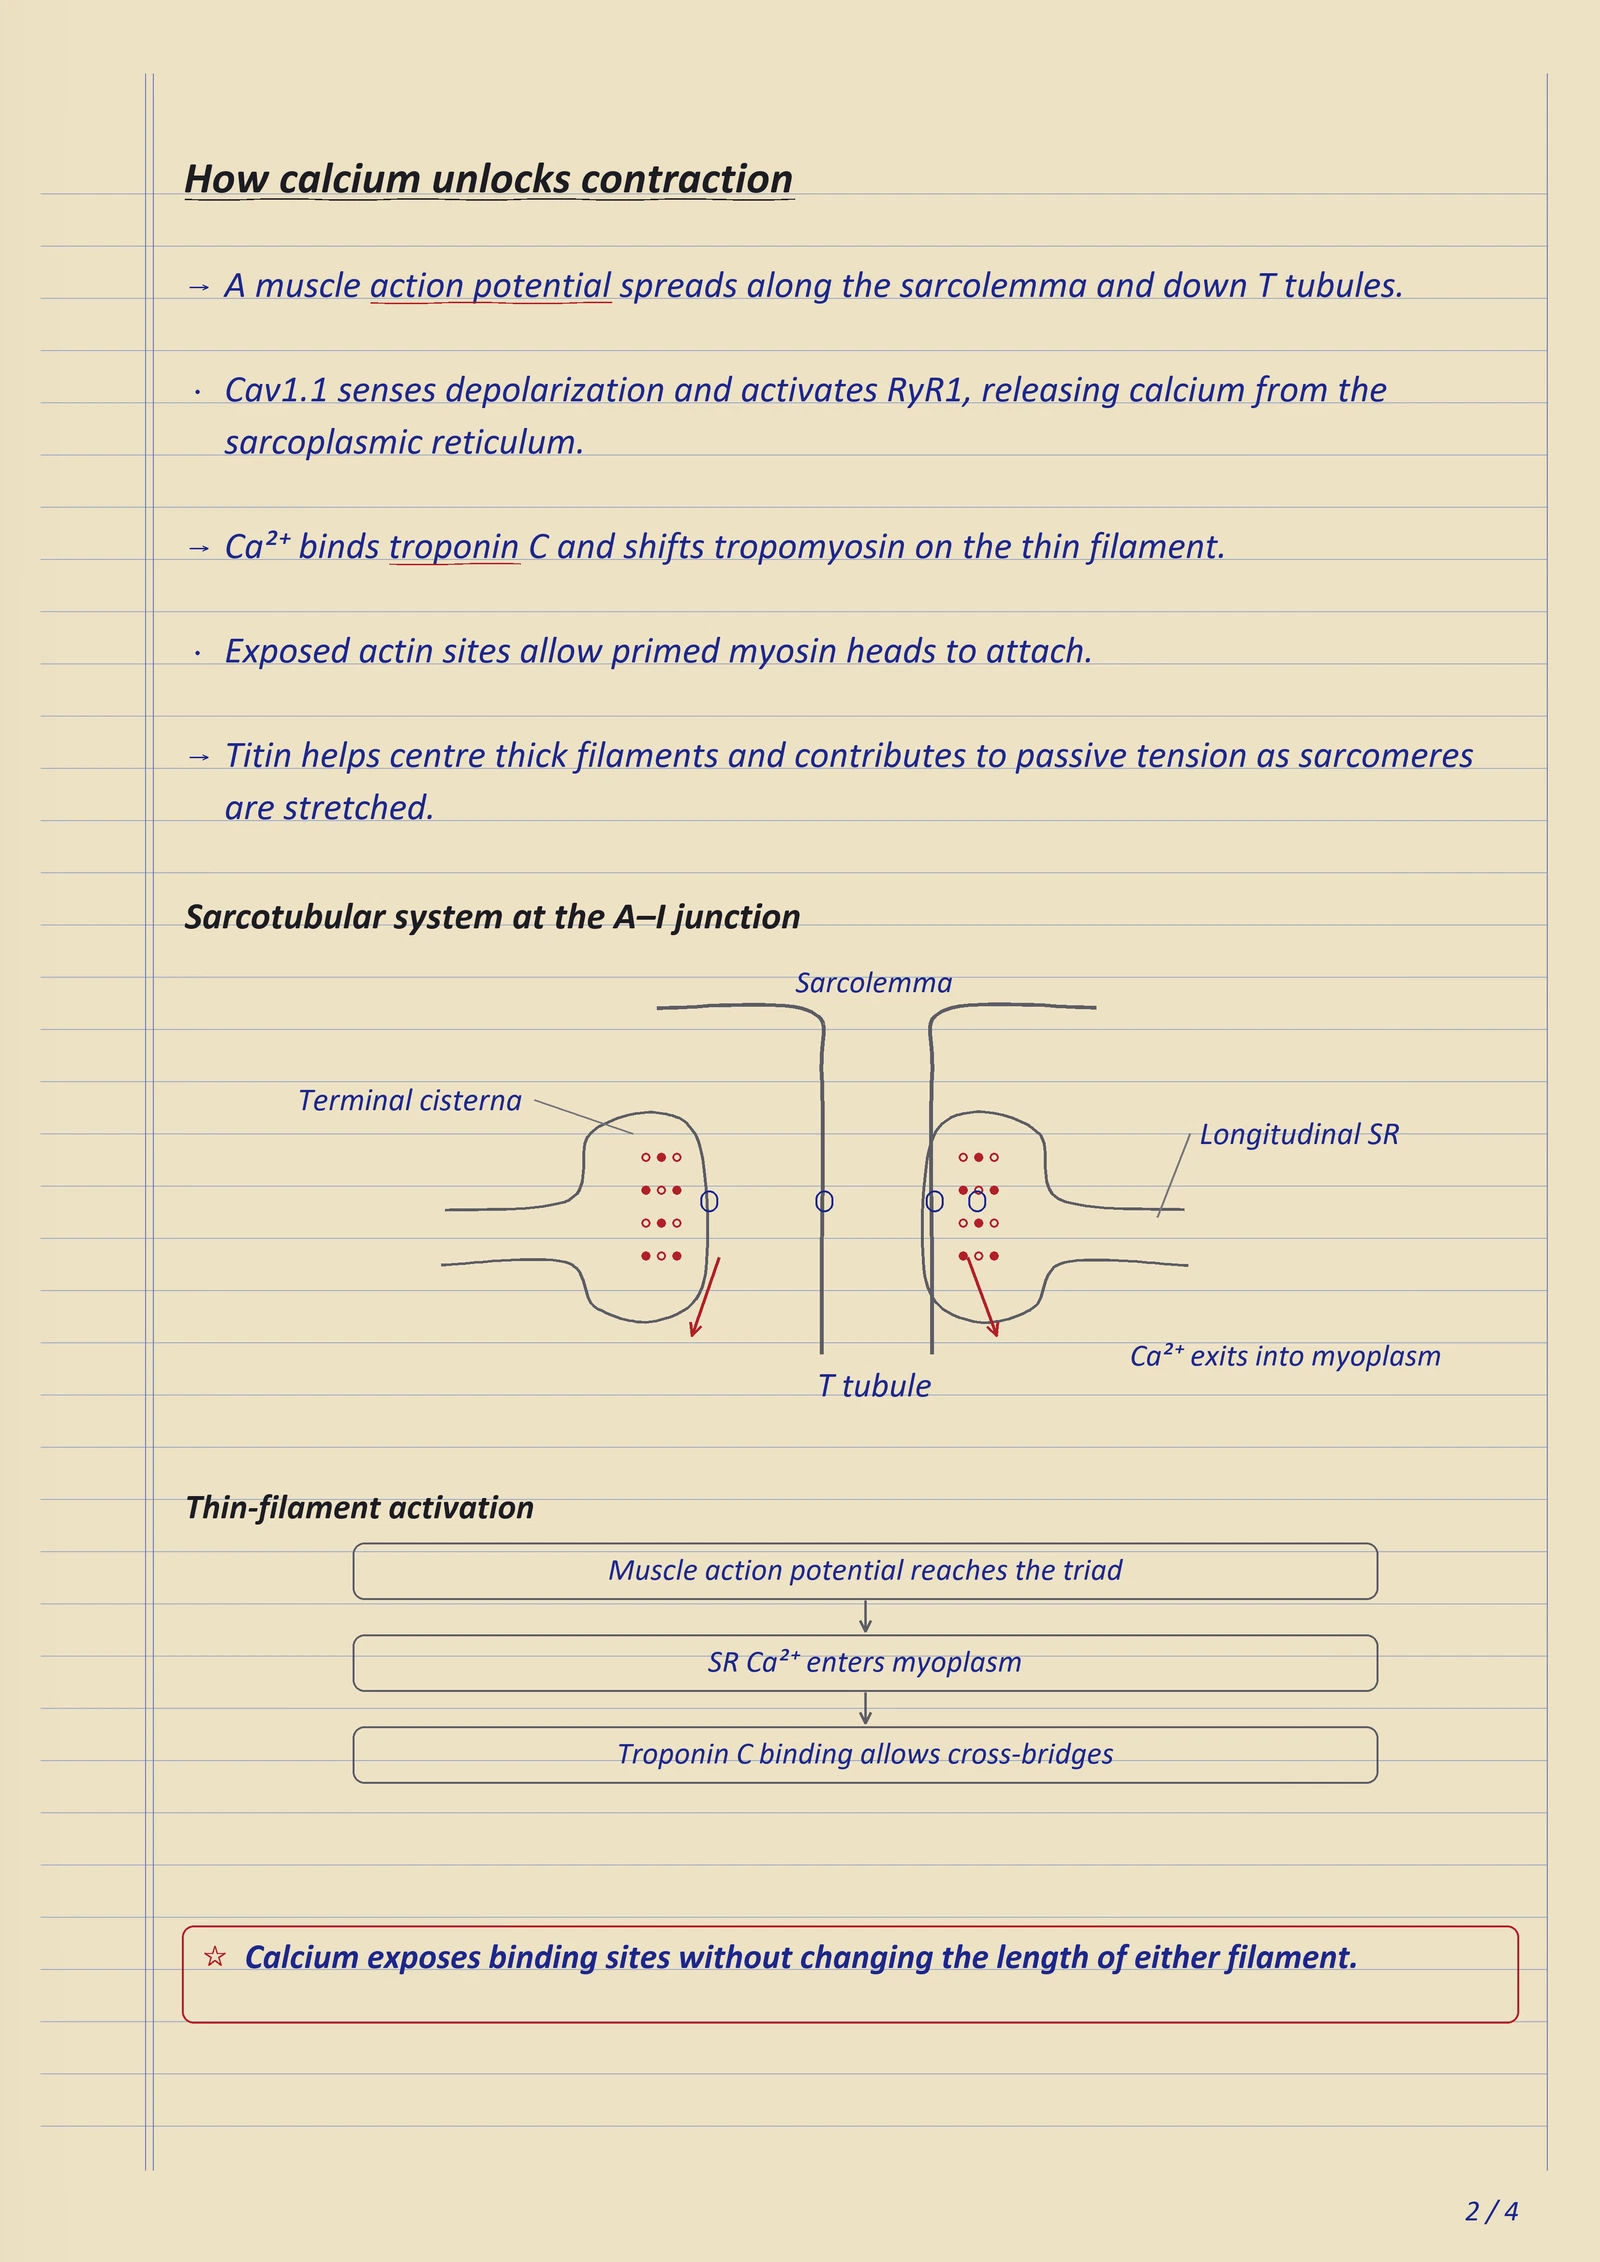 How calcium unlocks contraction
→ A muscle action potential spreads along the sarcolemma and down T tubules.
· Cav1.1 senses depolarization and activates RyR1, releasing calcium from the
sarcoplasmic reticulum.
→ Ca²⁺ binds troponin C and shifts tropomyosin on the thin filament.
· Exposed actin sites allow primed myosin heads to attach.
→ Titin helps centre thick filaments and contributes to passive tension as sarcomeres
are stretched.
Sarcotubular system at the A–I junction
Sarcolemma
Terminal cisterna
Longitudinal SR
Ca²⁺ exits into myoplasm
T tubule
Thin-filament activation
Muscle action potential reaches the triad
SR Ca²⁺ enters myoplasm
Troponin C binding allows cross-bridges
☆ Calcium exposes binding sites without changing the length of either filament.
2 / 4